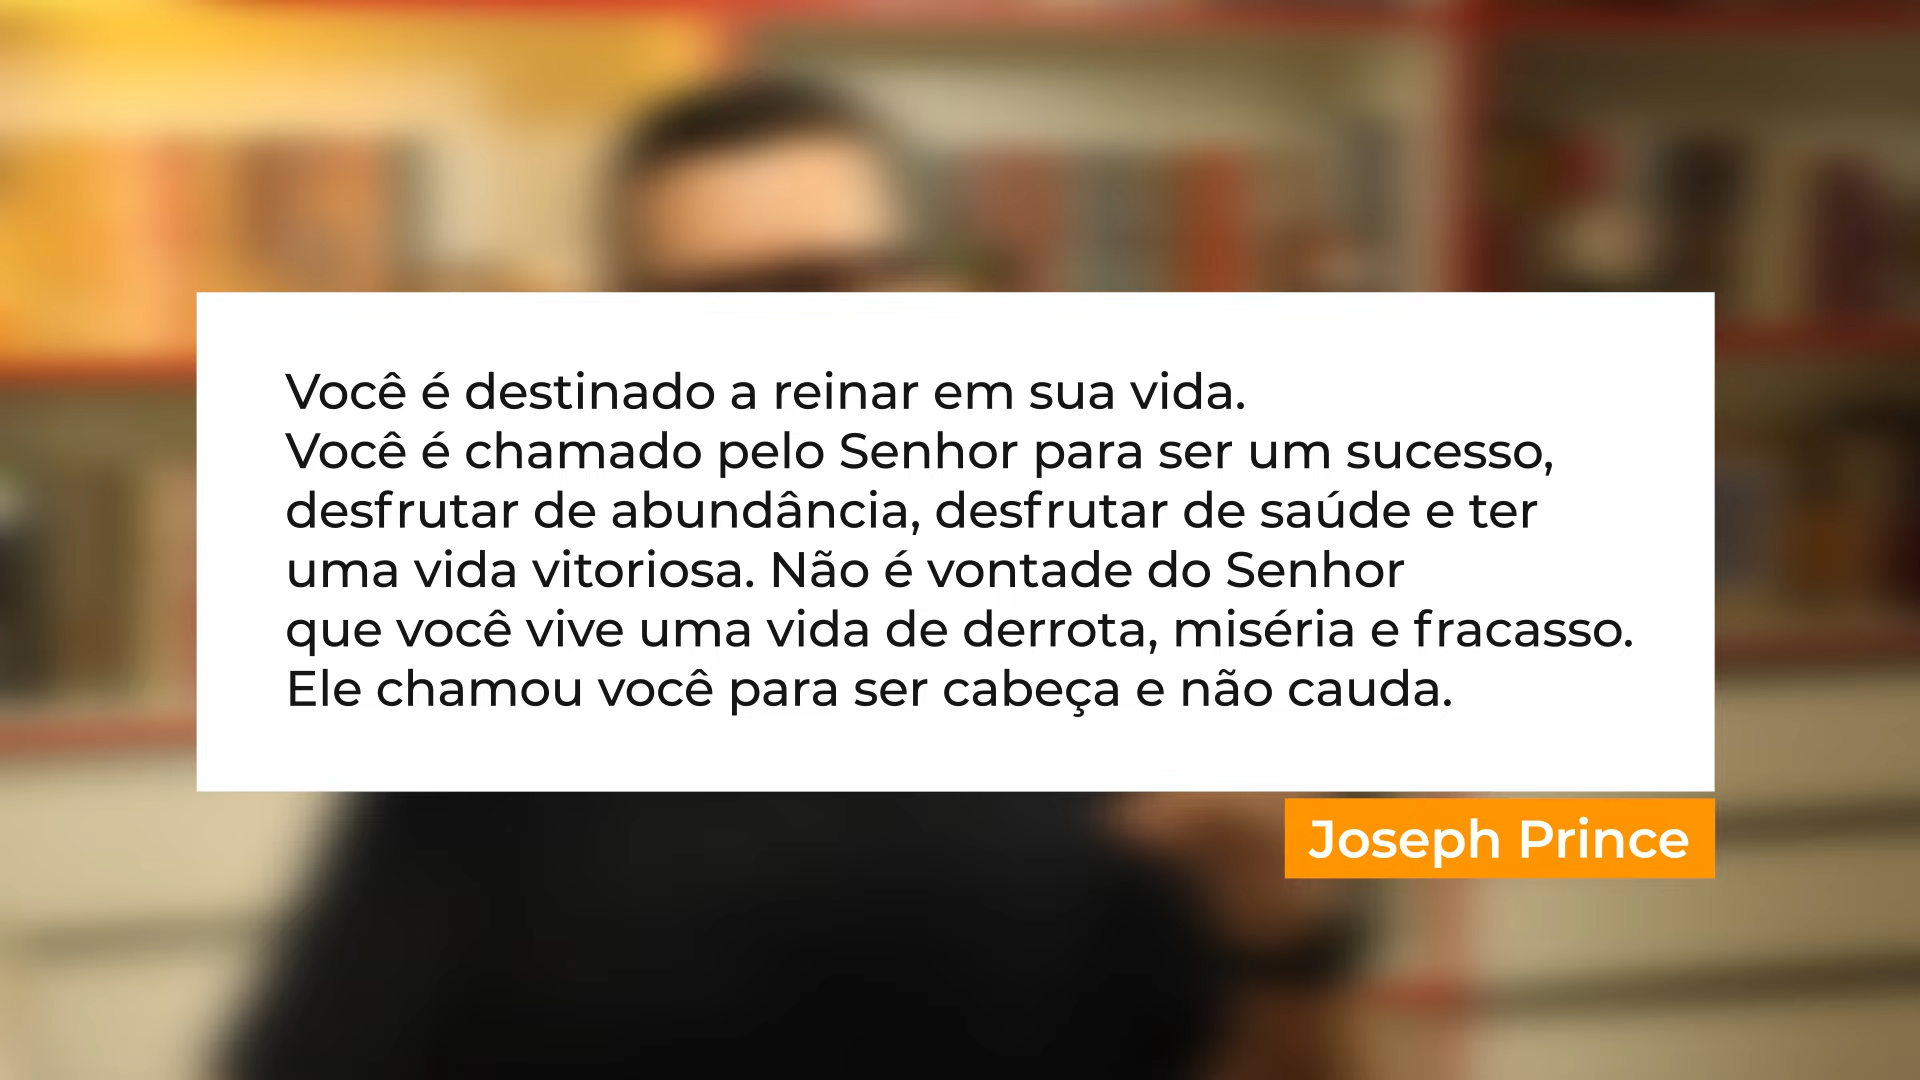 Você é destinado a reinar em sua vida.
Você é chamado pelo Senhor para ser um sucesso,
desfrutar de abundância, desfrutar de saúde e ter
uma vida vitoriosa. Não é vontade do Senhor
que você vive uma vida de derrota, miséria e fracasso.
Ele chamou você para ser cabeça e não cauda.
Joseph Prince